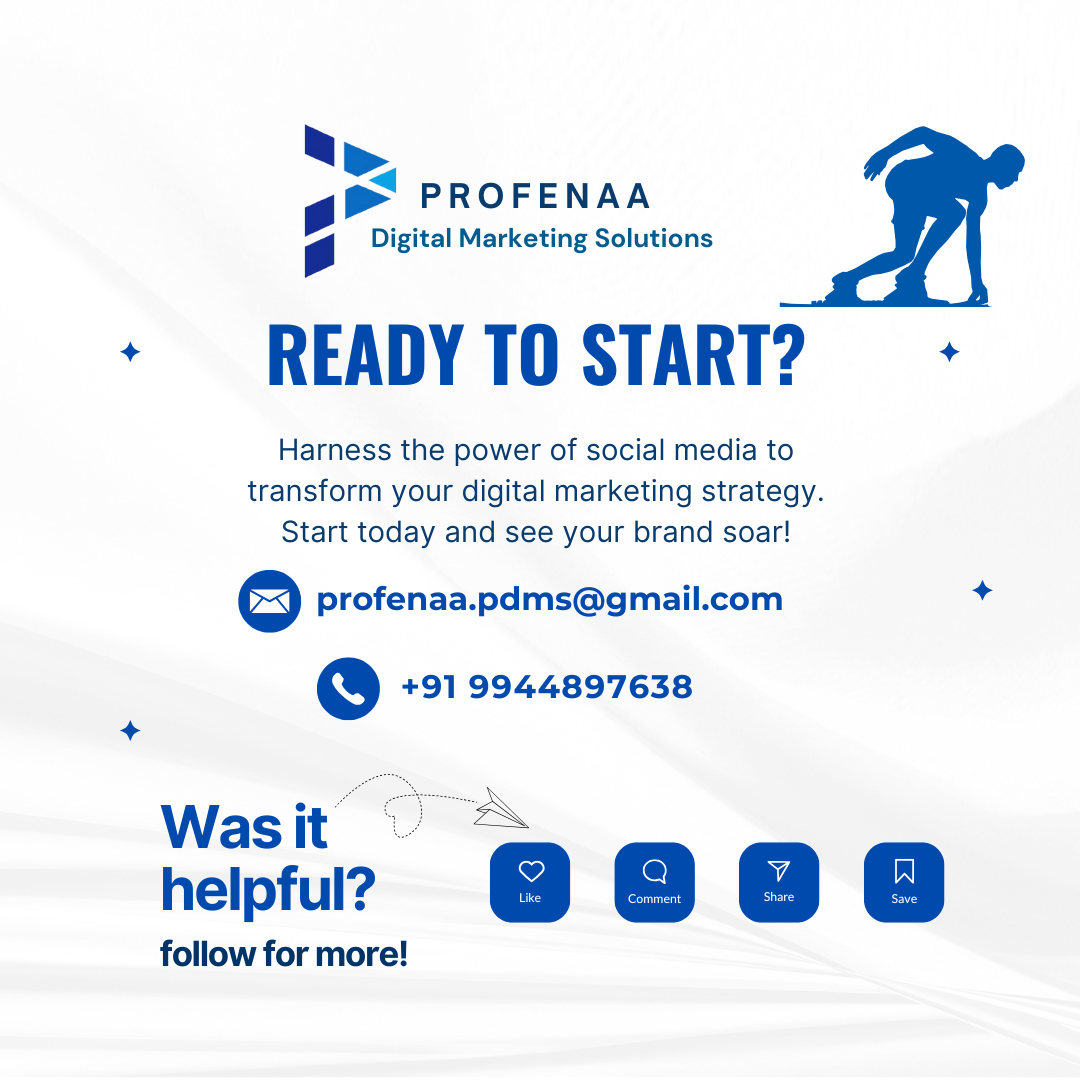 PROFENAA
Digital Marketing Solutions
READY TO START?
Harness the power of social media to
transform your digital marketing strategy.
Start today and see your brand soar!
profenaa.pdms@gmail.com
+91 9944897638
Was it
helpful?
follow for more!
Like
Comment
Share
Save